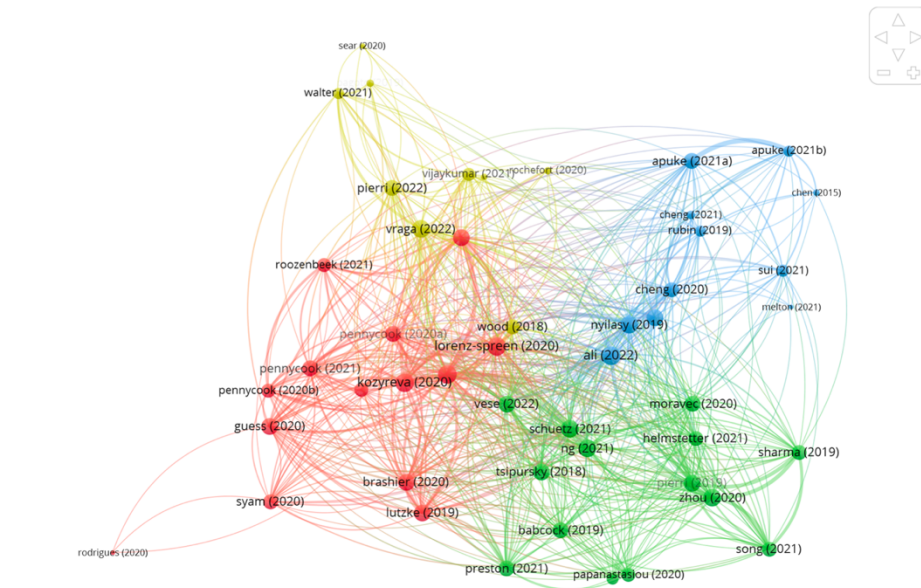 sear (2020)
walter (2021)
apuke (2021b)
apuke (2021a)
vijaykumar (2021)
rochefort (2020)
pierri (2022)
chen (2015)
cheng (2021)
vraga (2022)
rubin (2019)
roozenbeek (2021)
sui (2021)
cheng (2020)
melton (2021)
wood (2018)
nyilasy (2019)
pennycook (2020a)
lorenz-spreen (2020)
ali (2022)
pennycook (2021)
kozyreva (2020)
pennycook (2020b)
vese (2022)
moravec (2020)
guess (2020)
schuetz (2021)
helmstetter (2021)
ng (2021)
sharma (2019)
tsipursky (2018)
brashier (2020)
pierri (2019)
zhou (2020)
syam (2020)
lutzke (2019)
babcock (2019)
song (2021)
rodrigues (2020)
preston (2021)
papanastasiou (2020)